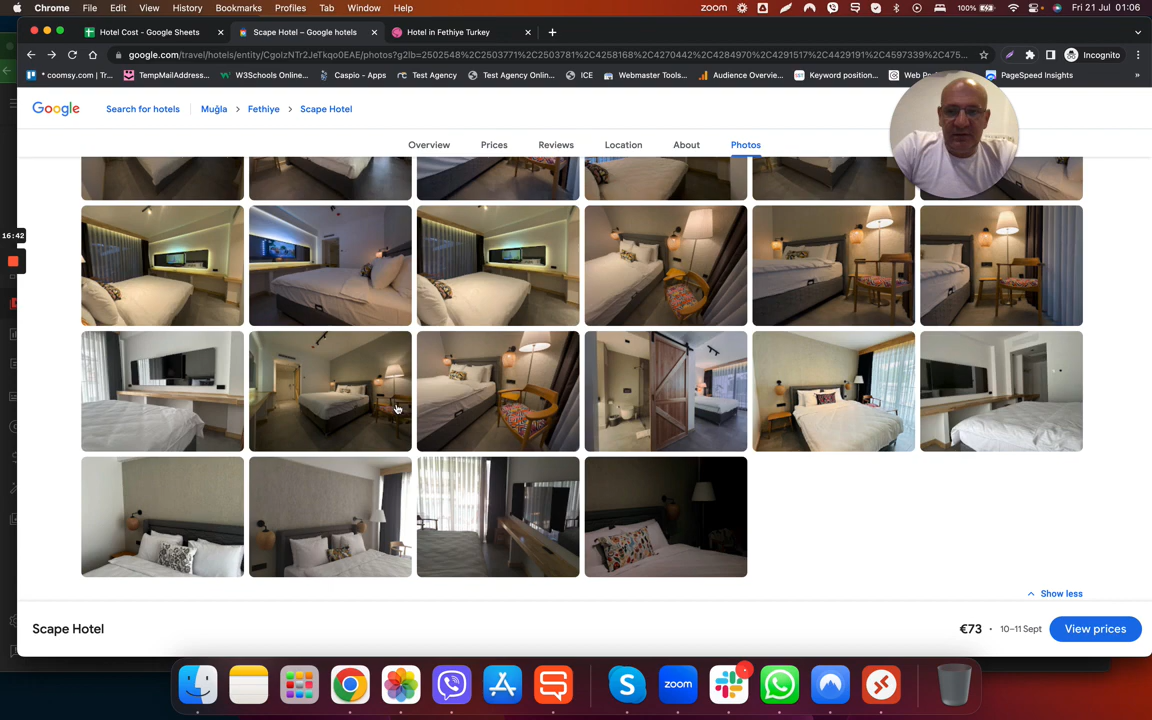 Chrome File Edit View History Bookmarks Profiles Tab Window Help
zoom 100% Fri 21 Jul 01:06
Hotel Cost - Google Sheets
Scape Hotel – Google hotels
Hotel in Fethiye Turkey
google.com/travel/hotels/entity/CgoIzNTr2JeTkqo0EAE/photos?g2lb=2502548%2C2503771%2C2503781%2C4258168%2C4270442%2C4284970%2C4291517%2C4429191%2C4597339%2C475...
Incognito
* coomsy.com | Tr...
TempMailAddress...
W3Schools Online...
Caspio - Apps
Test Agency
Test Agency Onlin...
ICE
Webmaster Tools...
Audience Overvie...
Keyword position...
Web Po
PageSpeed Insights
»
Google
Search for hotels
Muğla > Fethiye > Scape Hotel
Overview
Prices
Reviews
Location
About
Photos
16:42
Show less
Scape Hotel
€73 • 10–11 Sept
View prices
zoom